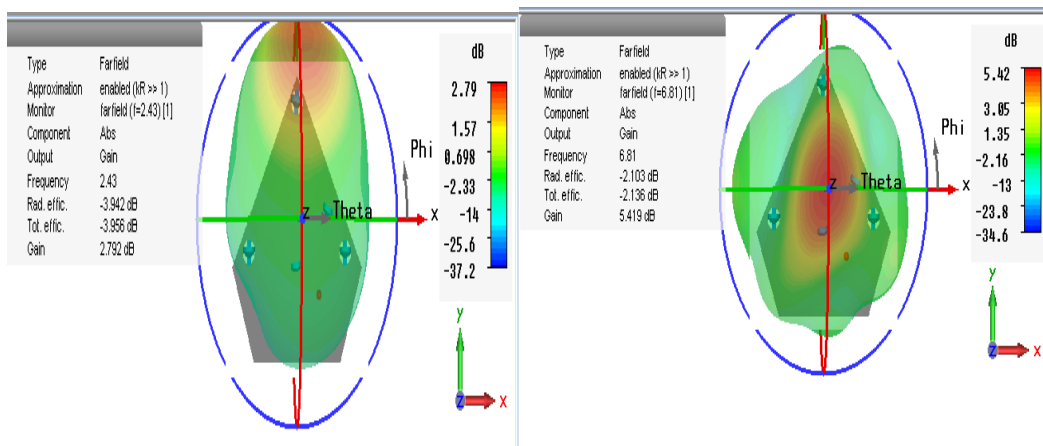 Type Farfield
Approximation enabled (kR >> 1)
Monitor farfield (f=2.43) [1]
Component Abs
Output Gain
Frequency 2.43
Rad. effic. -3.942 dB
Tot. effic. -3.956 dB
Gain 2.792 dB
dB
2.79
1.57
0.698
-2.33
-14
-25.6
-37.2
Phi
z Theta
x
y
z x
Type Farfield
Approximation enabled (kR >> 1)
Monitor farfield (f=6.81) [1]
Component Abs
Output Gain
Frequency 6.81
Rad. effic. -2.103 dB
Tot. effic. -2.136 dB
Gain 5.419 dB
dB
5.42
3.05
1.35
-2.16
-13
-23.8
-34.6
Phi
z Theta
x
y
z x